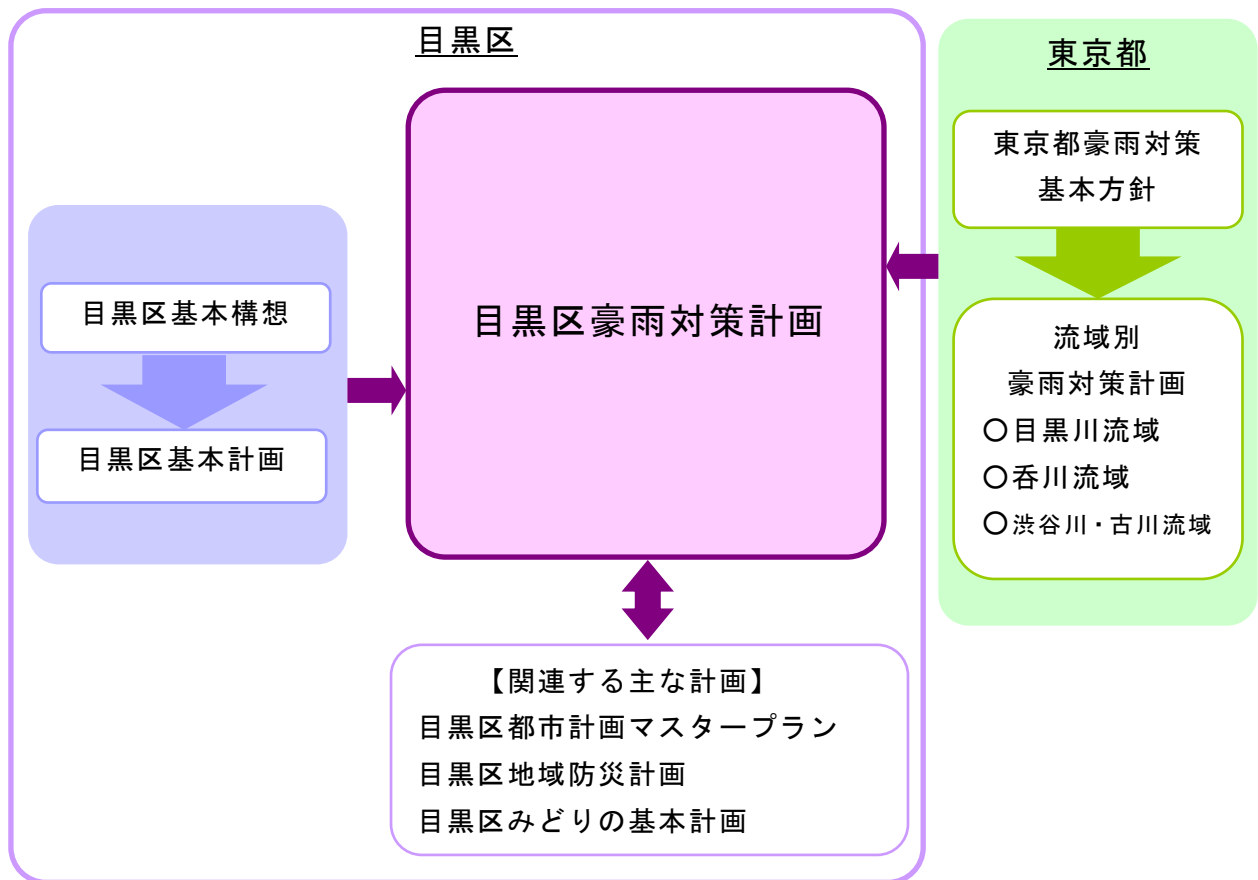 目黒区
目黒区基本構想
目黒区基本計画
目黒区豪雨対策計画
【関連する主な計画】
目黒区都市計画マスタープラン
目黒区地域防災計画
目黒区みどりの基本計画
東京都
東京都豪雨対策
基本方針
流域別
豪雨対策計画
〇目黒川流域
〇呑川流域
〇渋谷川・古川流域